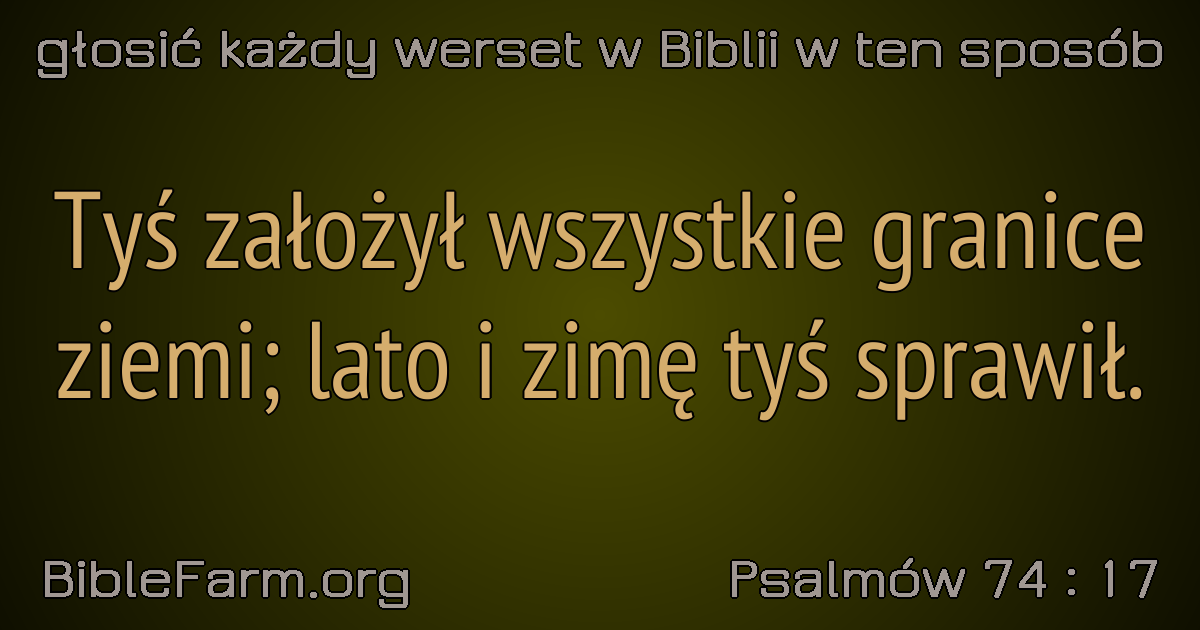 głosić każdy werset w Biblii w ten sposób
Tyś założył wszystkie granice
ziemi; lato i zimę tyś sprawił.
BibleFarm.org
Psalmów 74 : 17